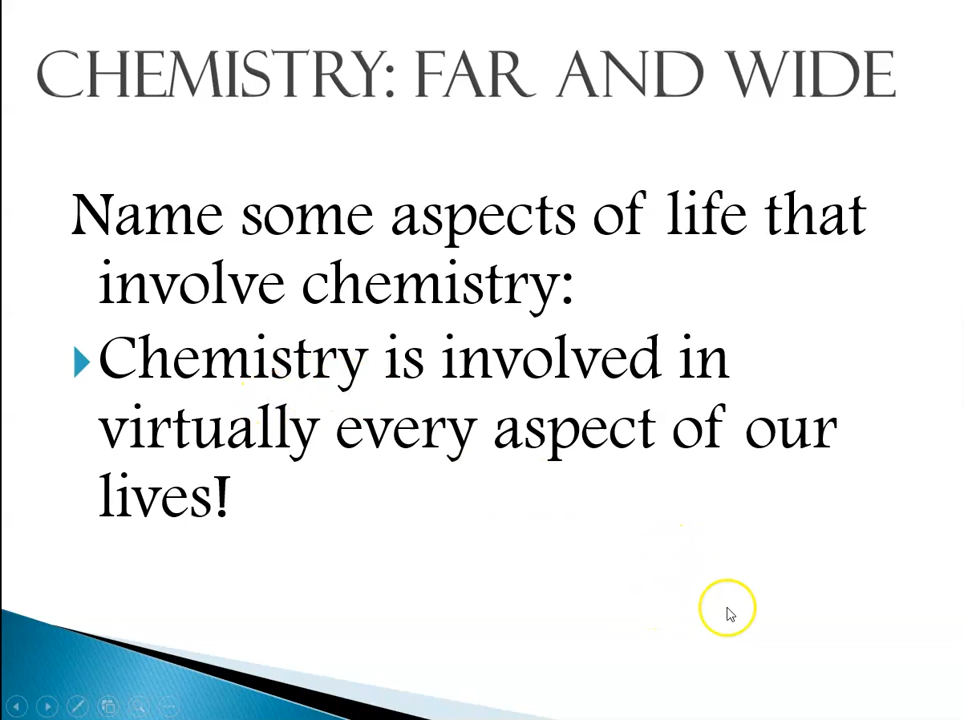 CHEMISTRY: FAR AND WIDE
Name some aspects of life that
involve chemistry:
Chemistry is involved in
virtually every aspect of our
lives!